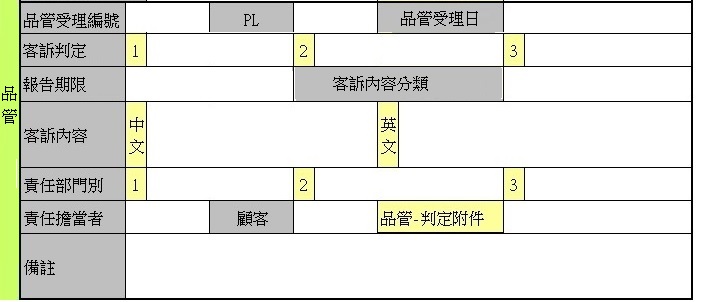 品管
品管受理編號 PL 品管受理日
客訴判定 1 2 3
報告期限 客訴內容分類
客訴內容 中文 英文
責任部門別 1 2 3
責任擔當者 顧客 品管-判定附件
備註